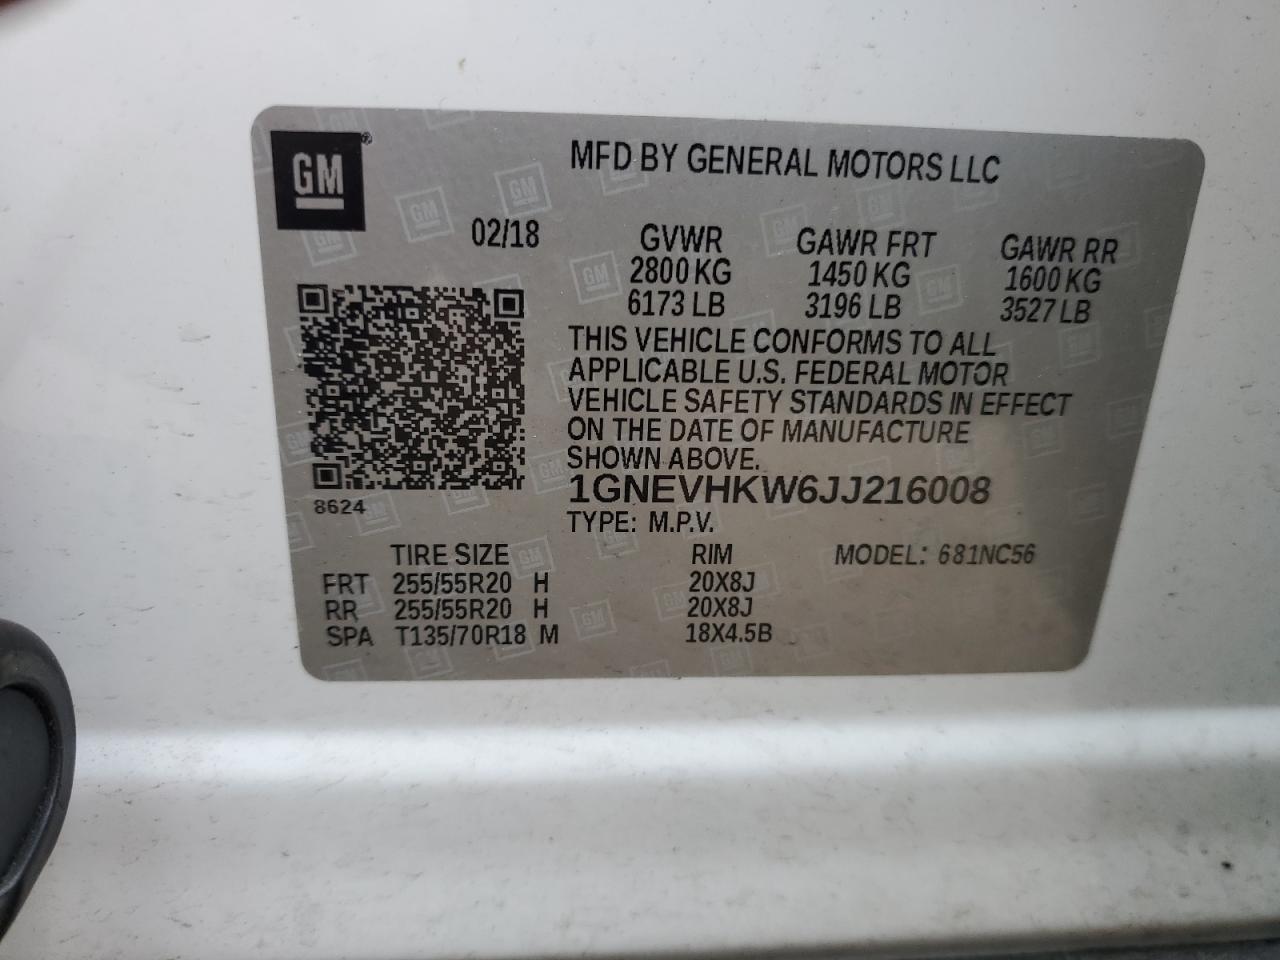 GM
MFD BY GENERAL MOTORS LLC
02/18 GVWR GAWR FRT GAWR RR
2800 KG 1450 KG 1600 KG
6173 LB 3196 LB 3527 LB
THIS VEHICLE CONFORMS TO ALL
APPLICABLE U.S. FEDERAL MOTOR
VEHICLE SAFETY STANDARDS IN EFFECT
ON THE DATE OF MANUFACTURE
SHOWN ABOVE.
1GNEVHKW6JJ216008
8624
TYPE: M.P.V.
TIRE SIZE RIM MODEL: 681NC56
FRT 255/55R20 H 20X8J
RR 255/55R20 H 20X8J
SPA T135/70R18 M 18X4.5B